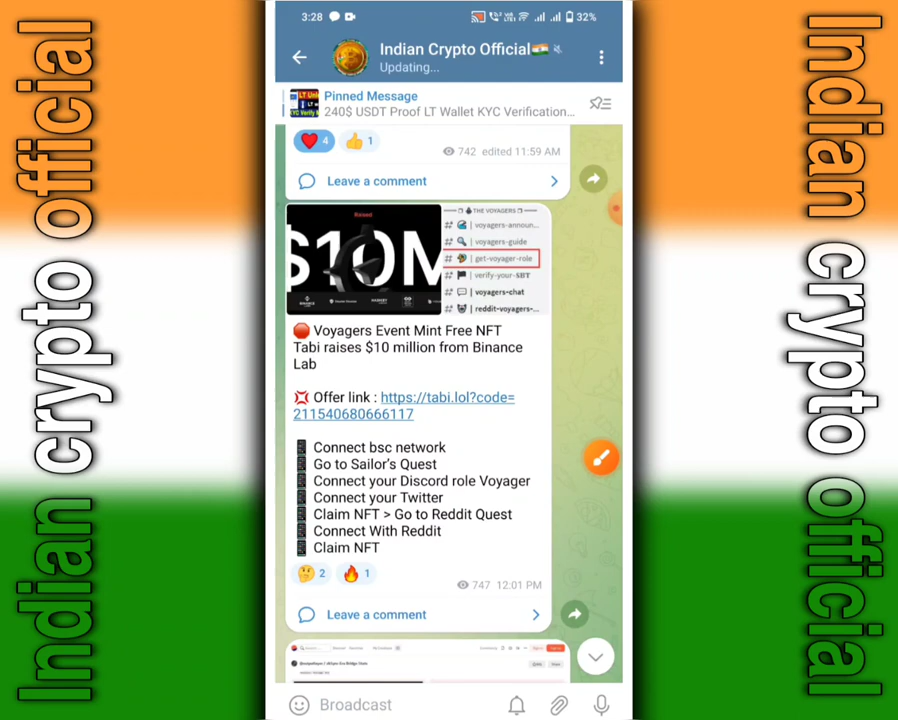 Indian crypto official
3:28
32%
Indian Crypto Official🇮🇳
Updating...
Pinned Message
240$ USDT Proof LT Wallet KYC Verification...
❤️ 4 👍 1
742 edited 11:59 AM
Leave a comment
Raised
$10M
THE VOYAGERS
voyagers-announ...
voyagers-guide
get-voyager-role
verify-your-SBT
voyagers-chat
reddit-voyagers-...
🛑 Voyagers Event Mint Free NFT
Tabi raises $10 million from Binance
Lab
💢 Offer link : https://tabi.lol?code=
211540680666117
📱 Connect bsc network
📱 Go to Sailor's Quest
📱 Connect your Discord role Voyager
📱 Connect your Twitter
📱 Claim NFT > Go to Reddit Quest
📱 Connect With Reddit
📱 Claim NFT
🤔 2 🔥 1
747 12:01 PM
Leave a comment
Broadcast
Indian crypto official